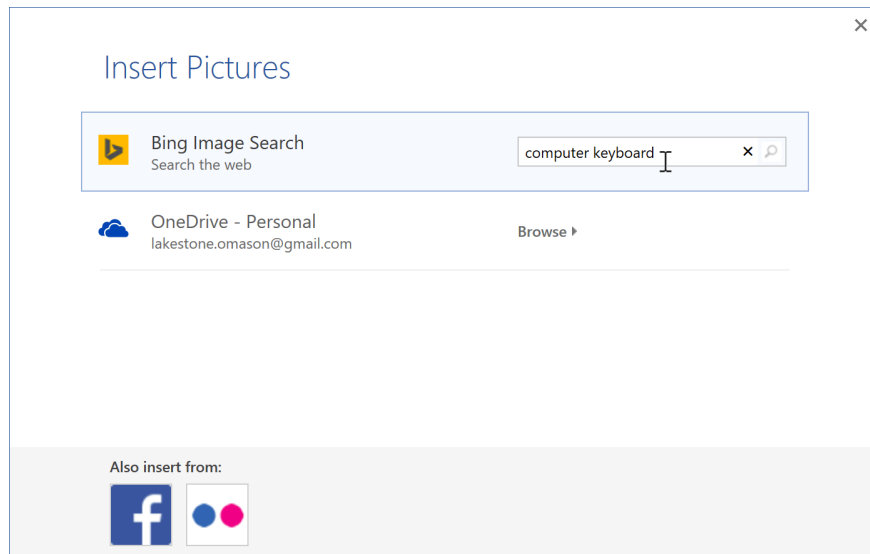 Insert Pictures
Bing Image Search
Search the web
computer keyboard
OneDrive - Personal
lakestone.omason@gmail.com
Browse
Also insert from: